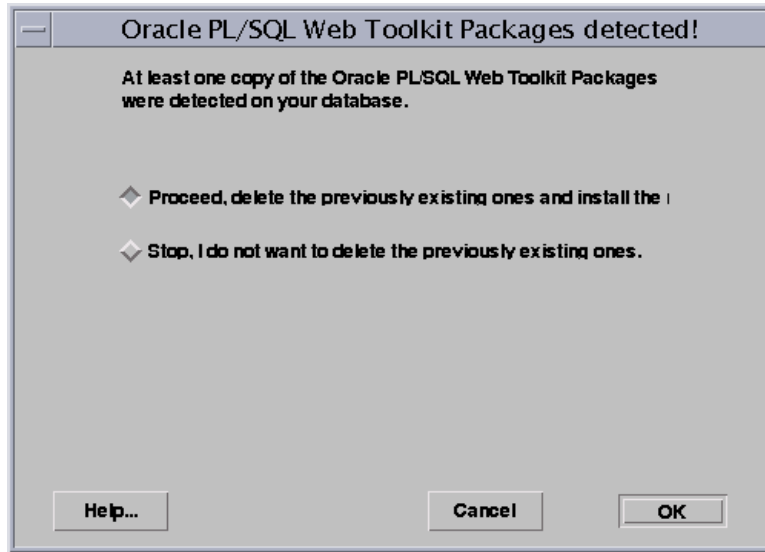 Oracle PL/SQL Web Toolkit Packages detected!
At least one copy of the Oracle PL/SQL Web Toolkit Packages
were detected on your database.
Proceed, delete the previously existing ones and install the
Stop, I do not want to delete the previously existing ones.
Help...
Cancel
OK